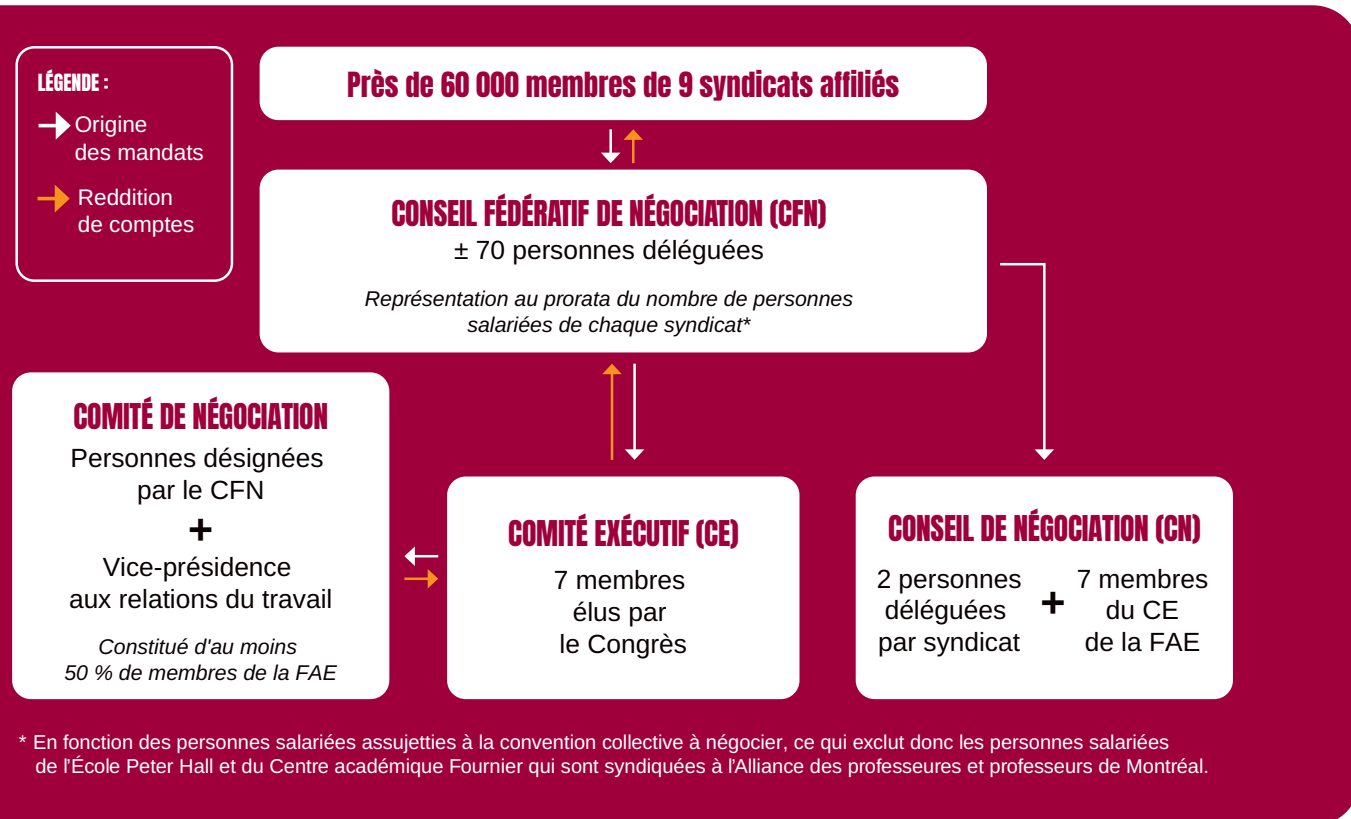 LÉGENDE :
Origine
des mandats
Reddition
de comptes
Près de 60 000 membres de 9 syndicats affiliés
CONSEIL FÉDÉRATIF DE NÉGOCIATION (CFN)
± 70 personnes déléguées
Représentation au prorata du nombre de personnes
salariées de chaque syndicat*
COMITÉ DE NÉGOCIATION
Personnes désignées
par le CFN
+
Vice-présidence
aux relations du travail
Constitué d'au moins
50 % de membres de la FAE
COMITÉ EXÉCUTIF (CE)
7 membres
élus par
le Congrès
CONSEIL DE NÉGOCIATION (CN)
2 personnes
déléguées
par syndicat
+
7 membres
du CE
de la FAE
* En fonction des personnes salariées assujetties à la convention collective à négocier, ce qui exclut donc les personnes salariées
de l'École Peter Hall et du Centre académique Fournier qui sont syndiquées à l'Alliance des professeures et professeurs de Montréal.